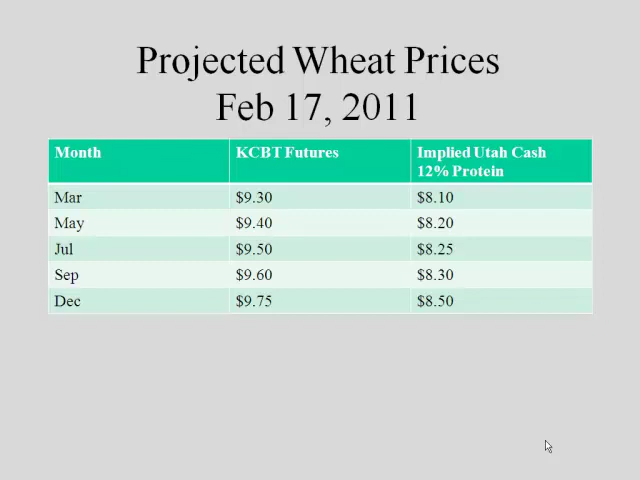 Projected Wheat Prices
Feb 17, 2011
Month KCBT Futures Implied Utah Cash
12% Protein
Mar $9.30 $8.10
May $9.40 $8.20
Jul $9.50 $8.25
Sep $9.60 $8.30
Dec $9.75 $8.50